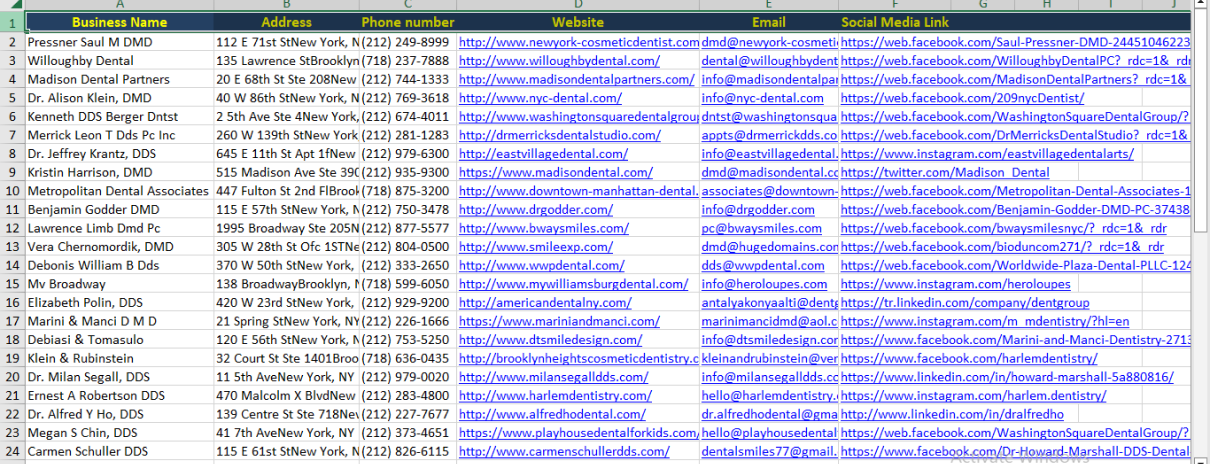 A B C D E F G H I J
1 Business Name Address Phone number Website Email Social Media Link
2 Pressner Saul M DMD 112 E 71st StNew York, N (212) 249-8999 http://www.newyork-cosmeticdentist.com dmd@newyork-cosmeti https://web.facebook.com/Saul-Pressner-DMD-24451046223
3 Willoughby Dental 135 Lawrence StBrooklyn (718) 237-7888 http://www.willoughbydental.com/ dental@willoughbydent https://web.facebook.com/WilloughbyDentalPC?_rdc=1&_rdr
4 Madison Dental Partners 20 E 68th St Ste 208New (212) 744-1333 http://www.madisondentalpartners.com/ info@madisondentalpar https://web.facebook.com/MadisonDentalPartners?_rdc=1&
5 Dr. Alison Klein, DMD 40 W 86th StNew York, N (212) 769-3618 http://www.nyc-dental.com/ info@nyc-dental.com https://web.facebook.com/209nycDentist/
6 Kenneth DDS Berger Dntst 2 5th Ave Ste 4New York, (212) 674-4011 http://www.washingtonsquaredentalgrou dntst@washingtonsqua https://web.facebook.com/WashingtonSquareDentalGroup/?
7 Merrick Leon T Dds Pc Inc 260 W 139th StNew York (212) 281-1283 http://drmerricksdentalstudio.com/ appts@drmerrickdds.co https://web.facebook.com/DrMerricksDentalStudio?_rdc=1&
8 Dr. Jeffrey Krantz, DDS 645 E 11th St Apt 1fNew (212) 979-6300 http://eastvillagedental.com/ info@eastvillagedental. https://www.instagram.com/eastvillagedentalarts/
9 Kristin Harrison, DMD 515 Madison Ave Ste 390 (212) 935-9300 http://www.madisondental.com/ dmd@madisondental.co https://twitter.com/Madison_Dental
10 Metropolitan Dental Associates 447 Fulton St 2nd FlBrook (718) 875-3200 http://www.downtown-manhattan-dental. associates@downtown- https://web.facebook.com/Metropolitan-Dental-Associates-1
11 Benjamin Godder DMD 115 E 57th StNew York, N (212) 750-3478 http://www.drgodder.com/ info@drgodder.com https://web.facebook.com/Benjamin-Godder-DMD-PC-37438
12 Lawrence Limb Dmd Pc 1995 Broadway Ste 205N (212) 877-5577 http://www.bwaysmiles.com/ pc@bwaysmiles.com https://web.facebook.com/bwaysmilesnyc/?_rdc=1&_rdr
13 Vera Chernomordik, DMD 305 W 28th St Ofc 1STNe (212) 804-0500 http://www.smileexp.com/ dmd@hugedomains.con https://web.facebook.com/bioduncom271/?_rdc=1&_rdr
14 Debonis William B Dds 370 W 50th StNew York, (212) 333-2650 http://www.wwpdental.com/ dds@wwpdental.com https://web.facebook.com/Worldwide-Plaza-Dental-PLLC-124
15 Mv Broadway 138 BroadwayBrooklyn, N (718) 599-6050 http://www.mywilliamsburgdental.com/ info@heroloupes.com https://www.instagram.com/heroloupes
16 Elizabeth Polin, DDS 420 W 23rd StNew York, (212) 929-9200 http://americandentalny.com/ antalyakonyaalti@dentg https://tr.linkedin.com/company/dentgroup
17 Marini & Manci D M D 21 Spring StNew York, NY (212) 226-1666 https://www.mariniandmanci.com/ marinimancidmd@aol.c https://www.instagram.com/m_mdentistry/?hl=en
18 Debiasi & Tomasulo 120 E 56th StNew York, N (212) 753-5250 http://www.dtsmiledesign.com/ info@dtsmiledesign.com https://www.facebook.com/Marini-and-Manci-Dentistry-2713
19 Klein & Rubinstein 32 Court St Ste 1401Broo (718) 636-0435 http://brooklynheightscosmeticdentistry.c kleinandrubinstein@ver https://www.facebook.com/harlemdentistry/
20 Dr. Milan Segall, DDS 11 5th AveNew York, NY (212) 979-0020 http://www.milansegalldds.com/ info@milansegalldds.cc https://www.linkedin.com/in/howard-marshall-5a880816/
21 Ernest A Robertson DDS 470 Malcolm X BlvdNew (212) 283-4800 http://www.harlemdentistry.com/ hello@harlemdentistry. https://www.instagram.com/harlem.dentistry/
22 Dr. Alfred Y Ho, DDS 139 Centre St Ste 718Nev (212) 227-7677 http://www.alfredhodental.com/ dr.alfredhodental@gma http://www.linkedin.com/in/dralfredho
23 Megan S Chin, DDS 41 7th AveNew York, NY (212) 373-4651 https://www.playhousedentalforkids.com/ hello@playhousedental https://web.facebook.com/WashingtonSquareDentalGroup/?
24 Carmen Schuller DDS 115 E 61st StNew York, N (212) 826-6115 http://www.carmenschullerdds.com/ dentalsmiles77@gmail. https://www.facebook.com/Dr-Howard-Marshall-DDS-Dental
Activate Windows